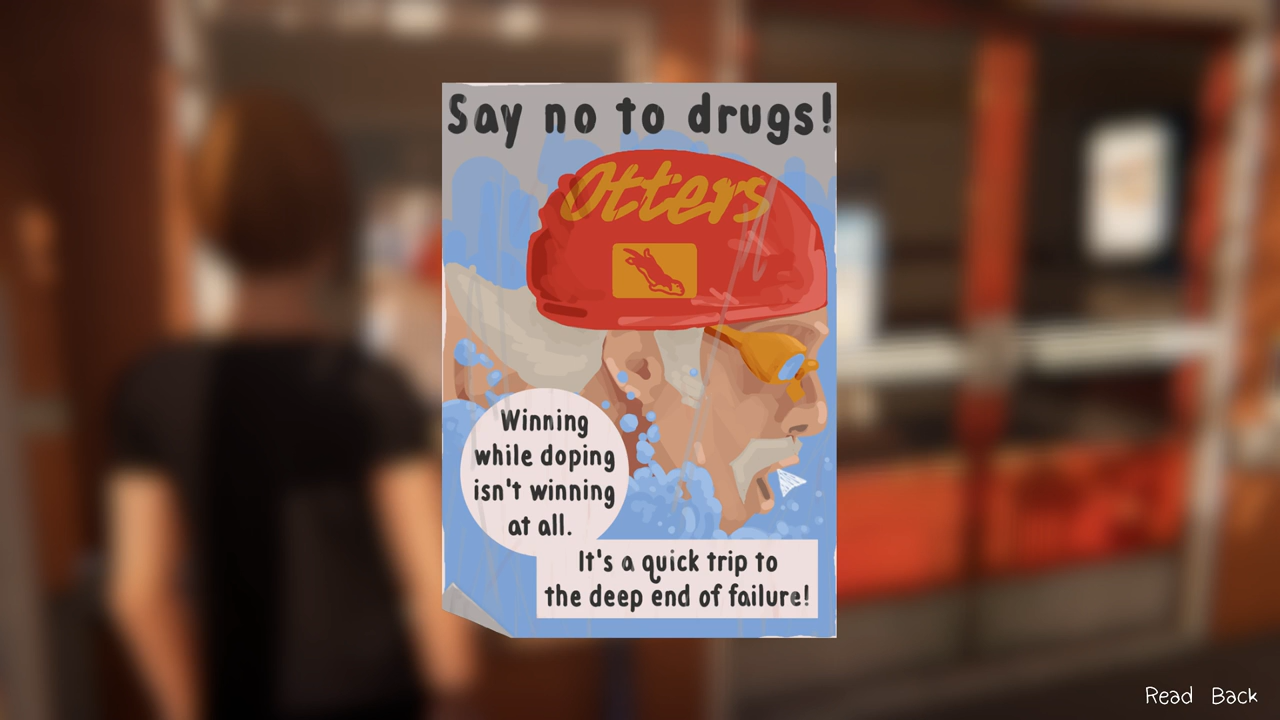 Say no to drugs!
Otters
Winning
while doping
isn't winning
at all.
It's a quick trip to
the deep end of failure!
Read Back